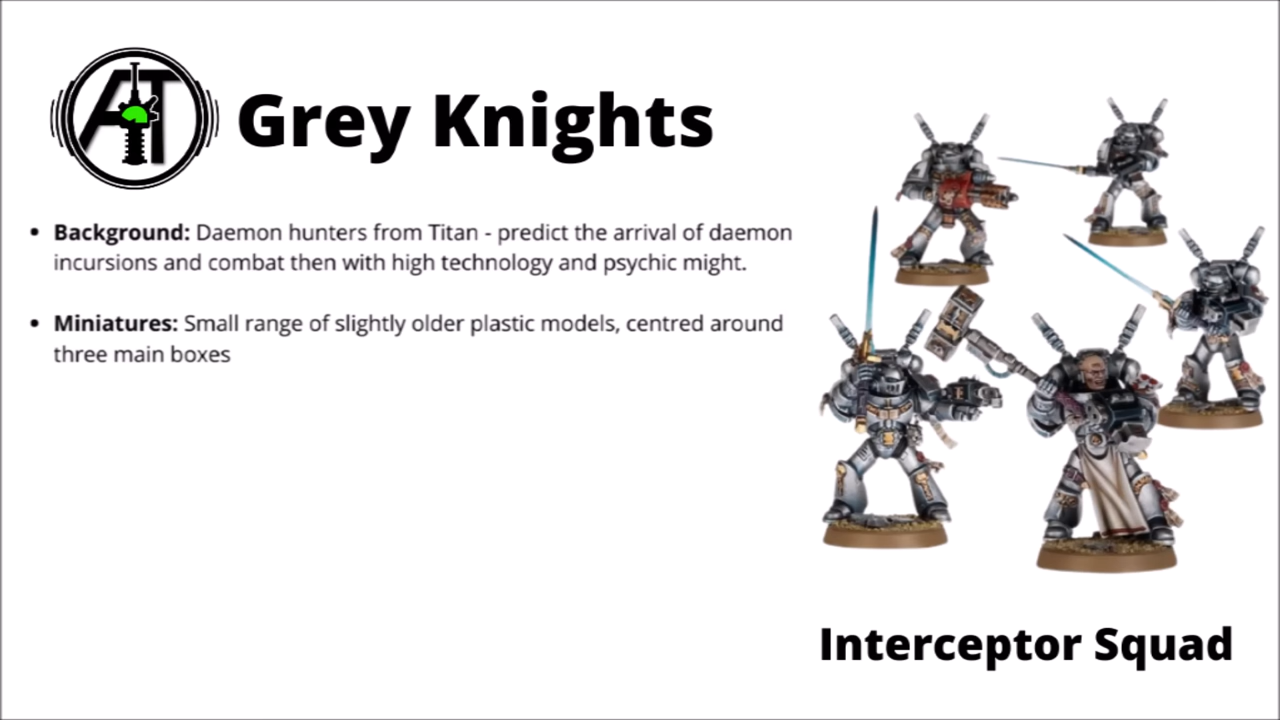 AT
Grey Knights
• Background: Daemon hunters from Titan - predict the arrival of daemon
incursions and combat then with high technology and psychic might.
• Miniatures: Small range of slightly older plastic models, centred around
three main boxes
Interceptor Squad